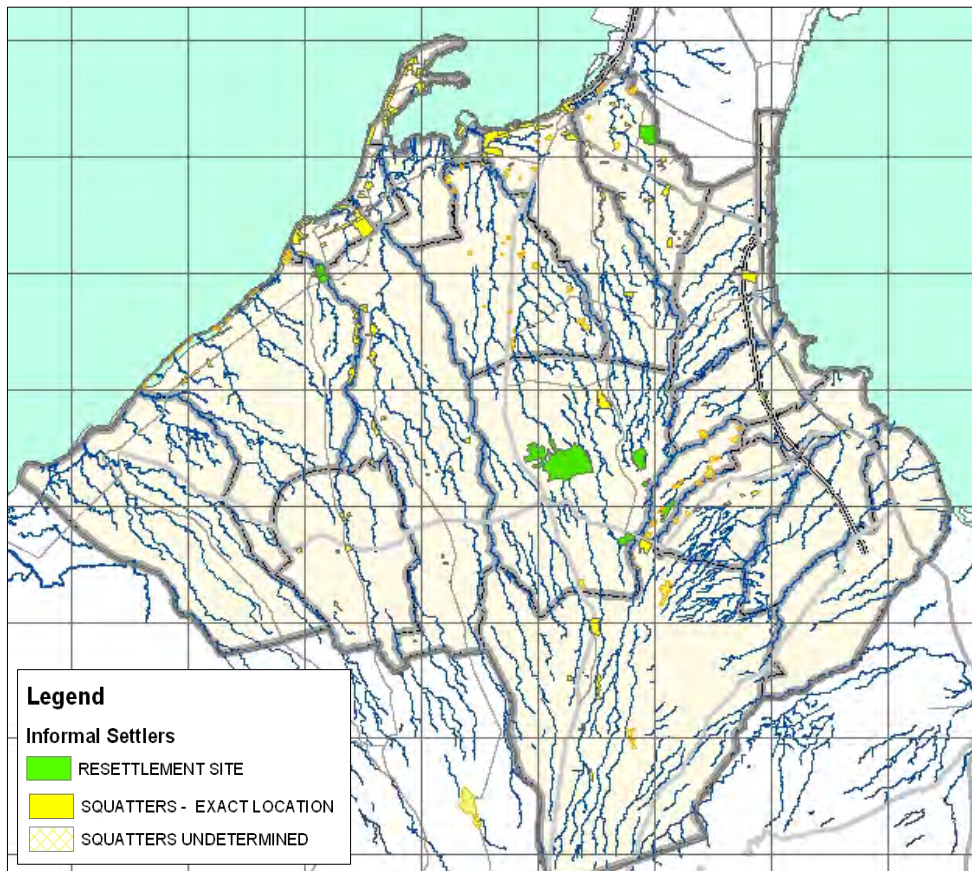 Legend
Informal Settlers
RESETTLEMENT SITE
SQUATTERS - EXACT LOCATION
SQUATTERS UNDETERMINED